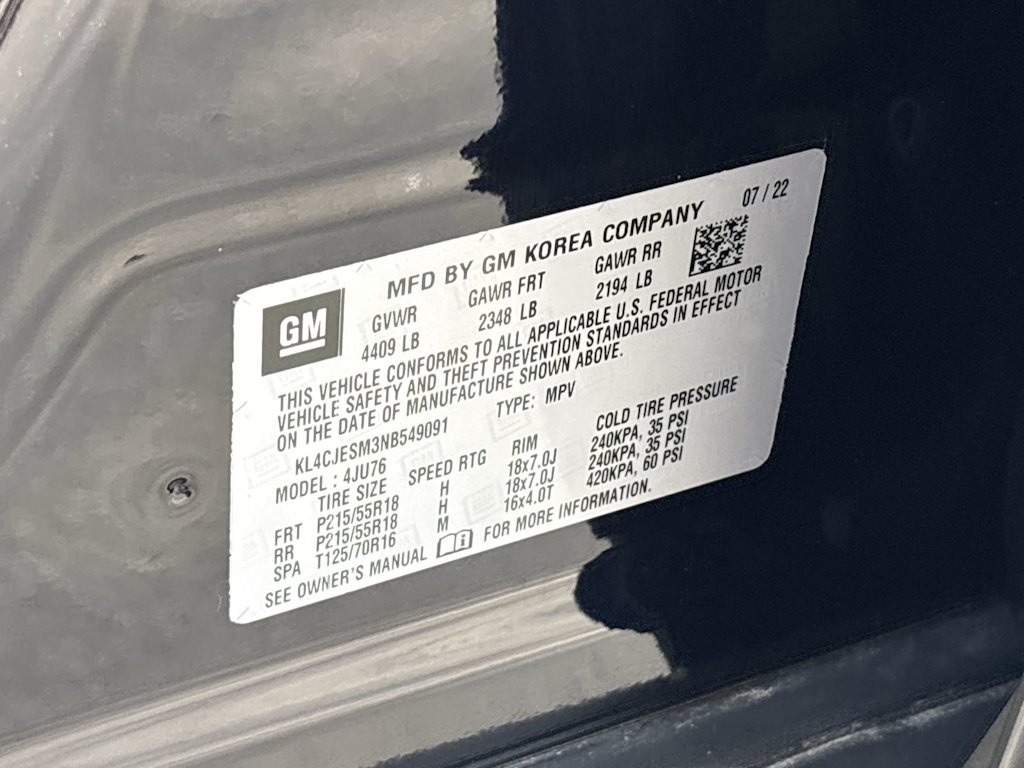 MFD BY GM KOREA COMPANY 07 / 22
GM
GVWR GAWR FRT GAWR RR
4409 LB 2348 LB 2194 LB
THIS VEHICLE CONFORMS TO ALL APPLICABLE U.S. FEDERAL MOTOR
VEHICLE SAFETY AND THEFT PREVENTION STANDARDS IN EFFECT
ON THE DATE OF MANUFACTURE SHOWN ABOVE.
KL4CJESM3NB549091 TYPE: MPV
MODEL : 4JU76
TIRE SIZE SPEED RTG RIM COLD TIRE PRESSURE
FRT P215/55R18 H 18x7.0J 240KPA, 35 PSI
RR P215/55R18 H 18x7.0J 240KPA, 35 PSI
SPA T125/70R16 M 16x4.0T 420KPA, 60 PSI
SEE OWNER'S MANUAL FOR MORE INFORMATION.